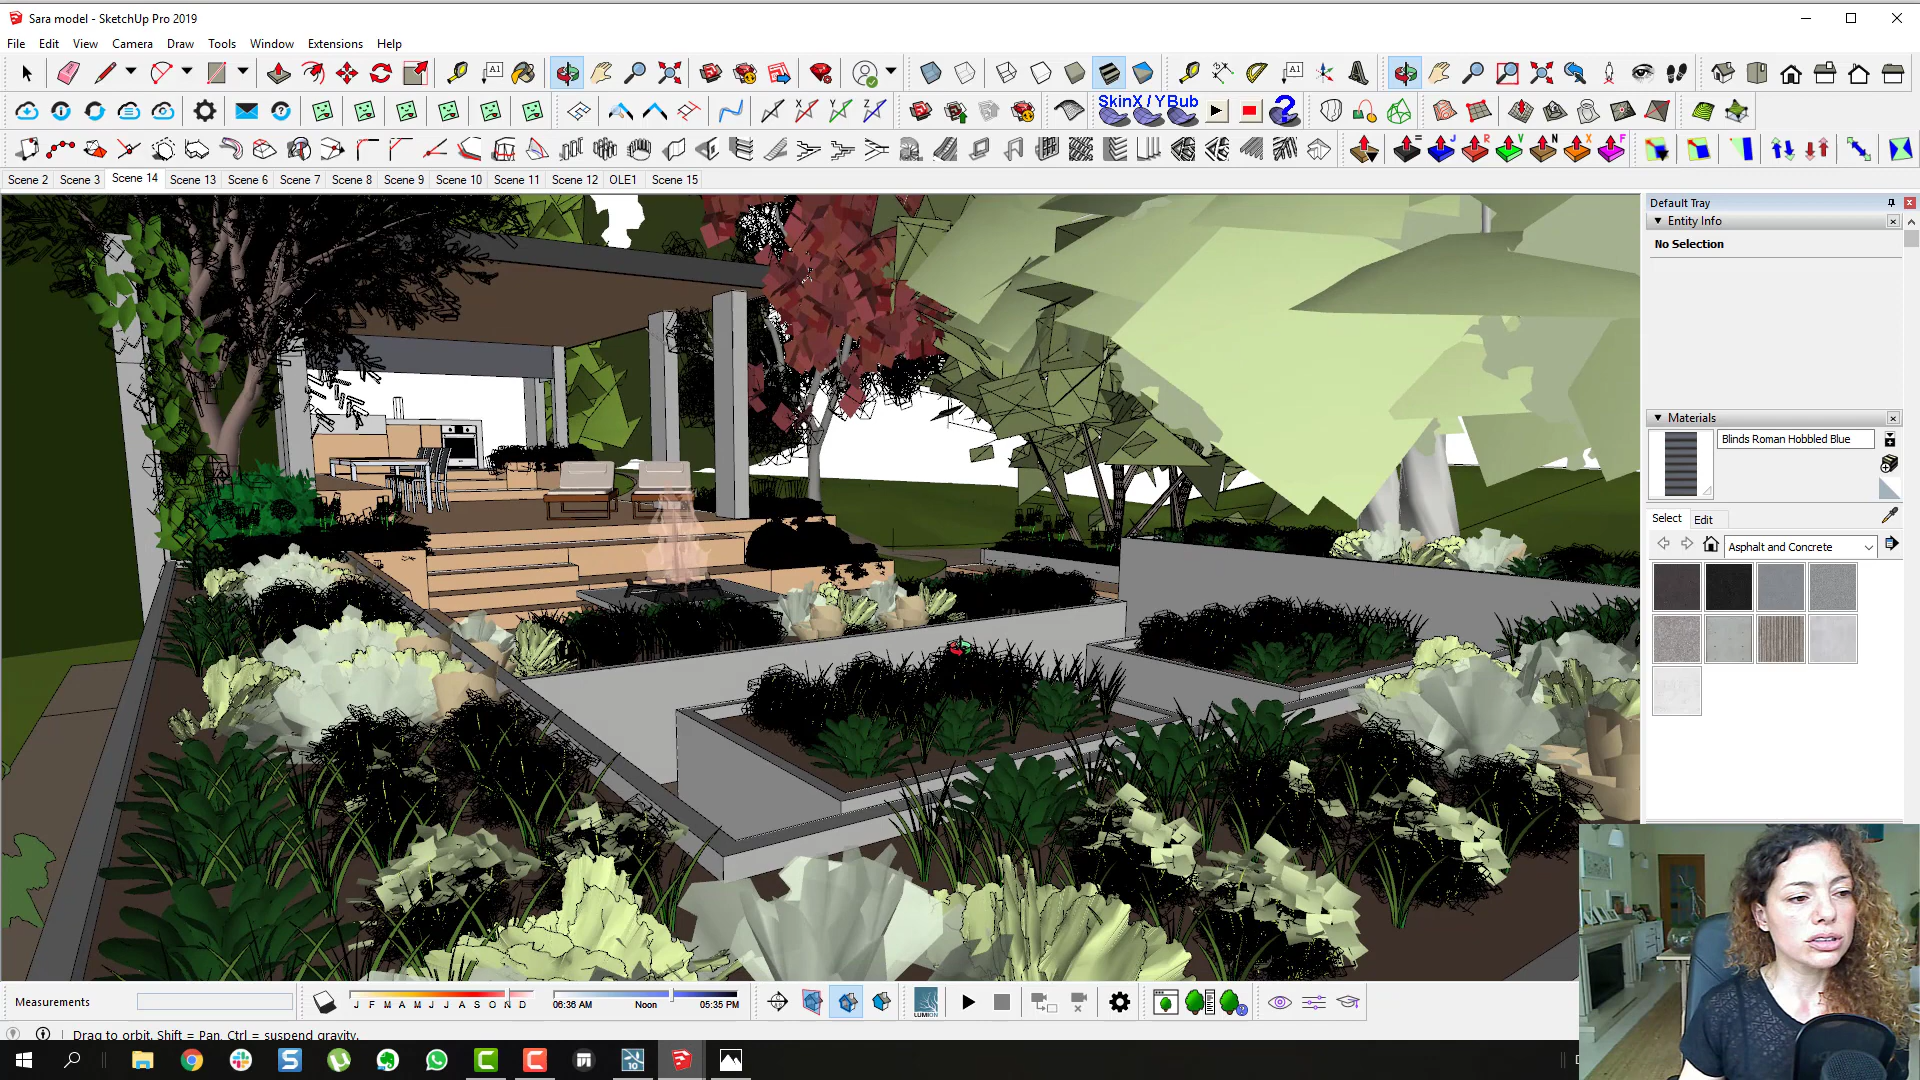 Sara model - SketchUp Pro 2019
File Edit View Camera Draw Tools Window Extensions Help
A1
A1
SkinX / YBub
?
X Y Z
= J R V N X F
Scene 2 Scene 3 Scene 14 Scene 13 Scene 6 Scene 7 Scene 8 Scene 9 Scene 10 Scene 11 Scene 12 OLE1 Scene 15
Default Tray
Entity Info
No Selection
Materials
Blinds Roman Hobbled Blue
Select Edit
Asphalt and Concrete
Measurements
J F M A M J J A S O N D
06:36 AM Noon 05:35 PM
LUMION
Drag to orbit. Shift = Pan, Ctrl = suspend gravity.